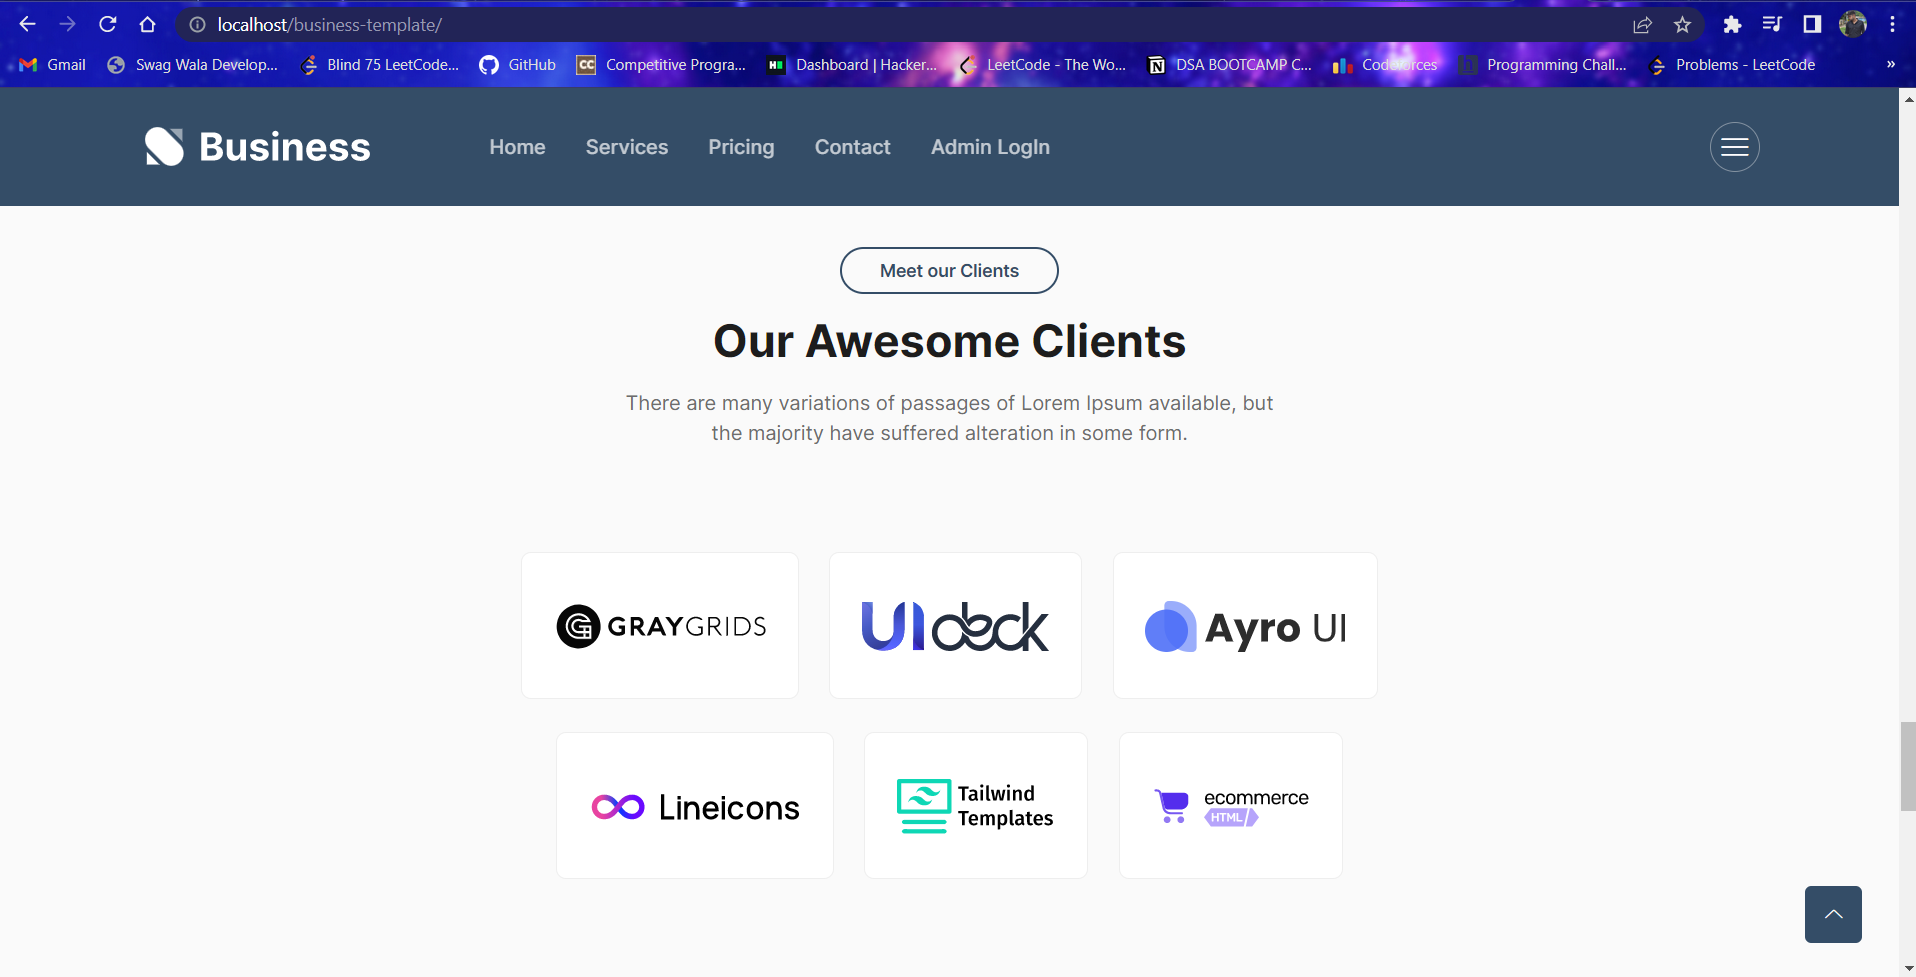 localhost/business-template/
Gmail Swag Wala Develop... Blind 75 LeetCode... GitHub CC Competitive Progra... H Dashboard | Hacker... LeetCode - The Wo... N DSA BOOTCAMP C... Codeforces Programming Chall... Problems - LeetCode »
Business Home Services Pricing Contact Admin LogIn
Meet our Clients
Our Awesome Clients
There are many variations of passages of Lorem Ipsum available, but
the majority have suffered alteration in some form.
GRAYGRIDS UIdeck Ayro UI
Lineicons Tailwind
Templates ecommerce
HTML/